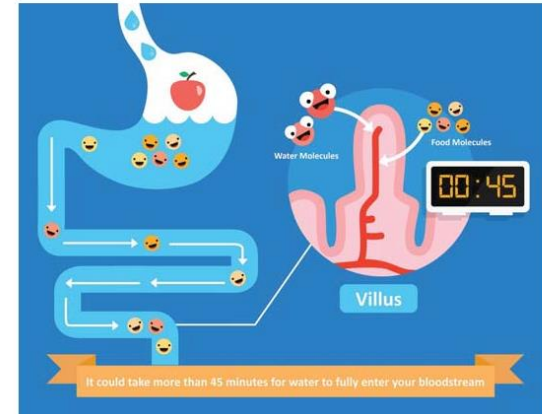 Water Molecules
Food Molecules
00:45
Villus
It could take more than 45 minutes for water to fully enter your bloodstream